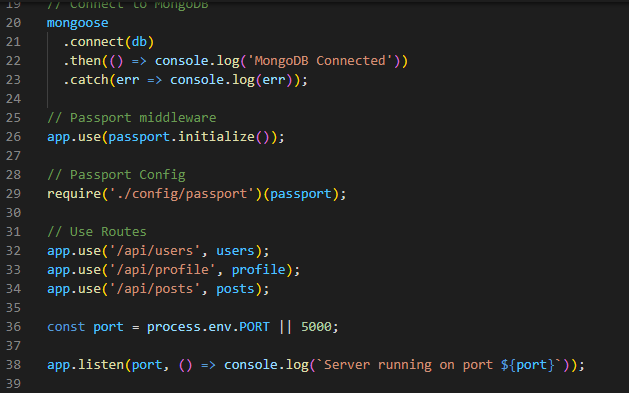 19 // Connect to MongoDB
20 mongoose
21 .connect(db)
22 .then(() => console.log('MongoDB Connected'))
23 .catch(err => console.log(err));
24
25 // Passport middleware
26 app.use(passport.initialize());
27
28 // Passport Config
29 require('./config/passport')(passport);
30
31 // Use Routes
32 app.use('/api/users', users);
33 app.use('/api/profile', profile);
34 app.use('/api/posts', posts);
35
36 const port = process.env.PORT || 5000;
37
38 app.listen(port, () => console.log(`Server running on port ${port}`));
39